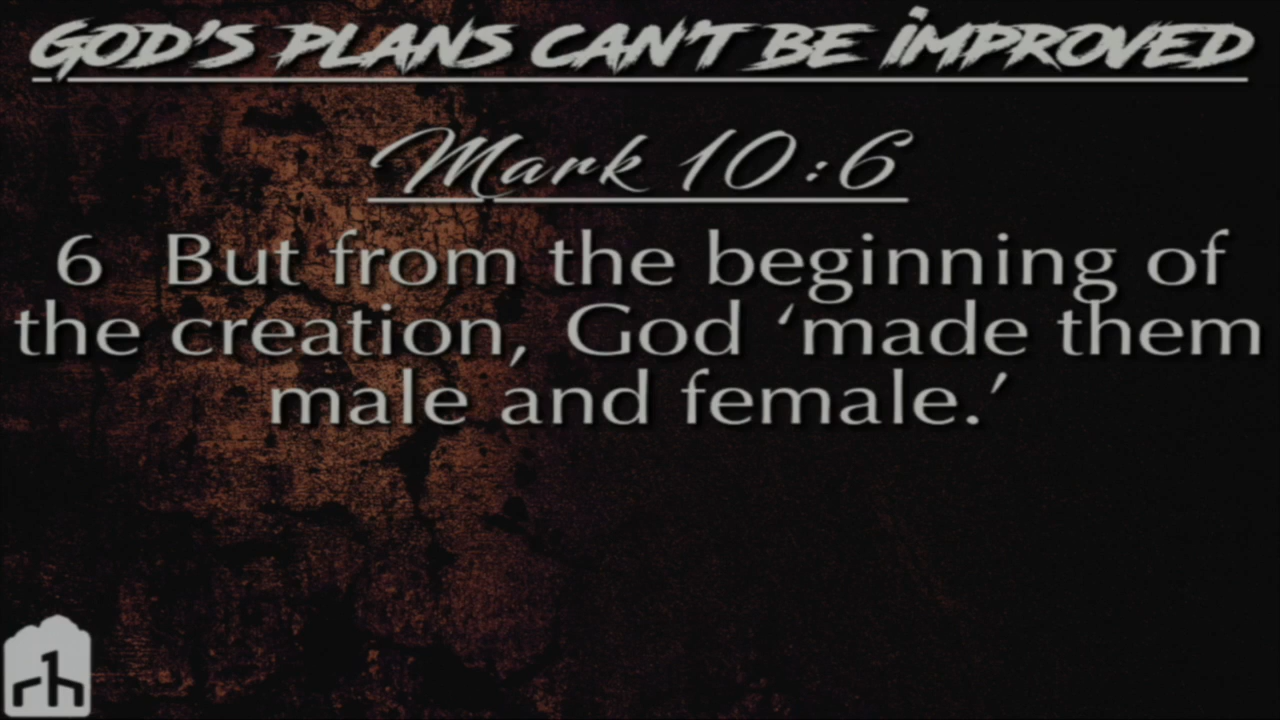 GOD'S PLANS CAN'T BE iMPROVED
Mark 10:6
6 But from the beginning of
the creation, God ‘made them
male and female.’